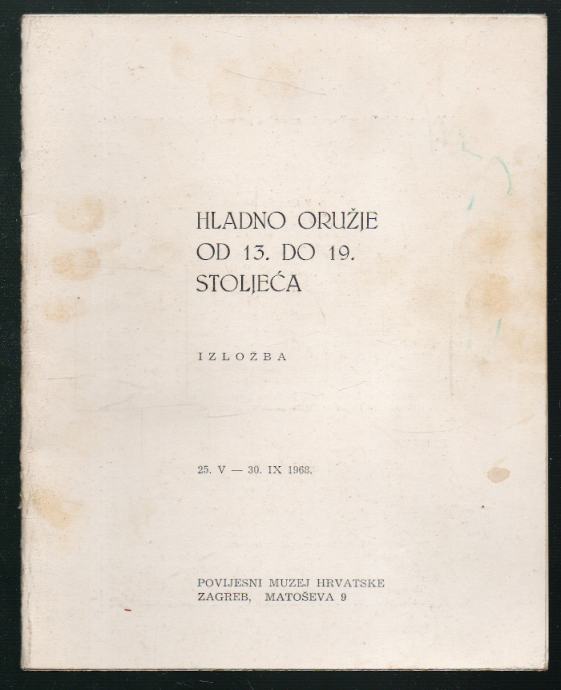 HLADNO ORUŽJE
OD 13. DO 19.
STOLJEĆA
IZLOŽBA
25. V — 30. IX 1968.
POVIJESNI MUZEJ HRVATSKE
ZAGREB, MATOŠEVA 9